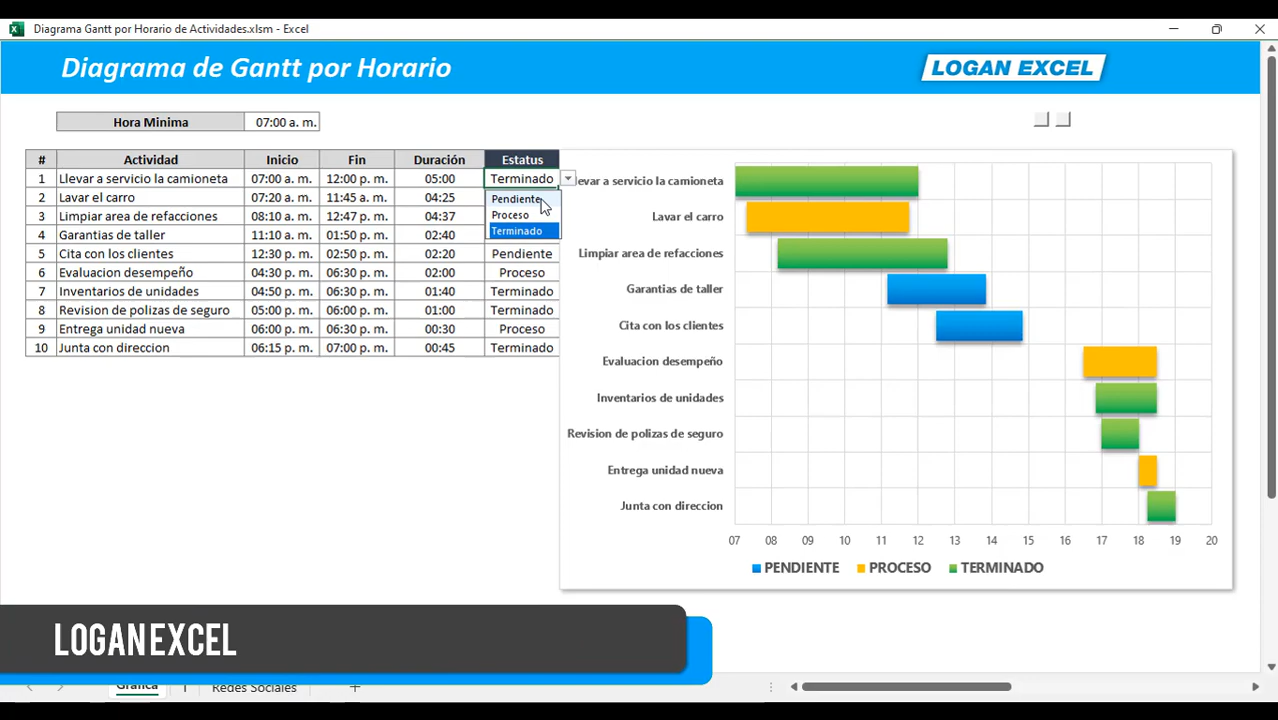 Diagrama Gantt por Horario de Actividades.xlsm - Excel
Diagrama de Gantt por Horario
LOGAN EXCEL
Hora Minima 07:00 a. m.
# Actividad Inicio Fin Duración Estatus
1 Llevar a servicio la camioneta 07:00 a. m. 12:00 p. m. 05:00 Terminado
2 Lavar el carro 07:20 a. m. 11:45 a. m. 04:25
3 Limpiar area de refacciones 08:10 a. m. 12:47 p. m. 04:37
4 Garantias de taller 11:10 a. m. 01:50 p. m. 02:40
5 Cita con los clientes 12:30 p. m. 02:50 p. m. 02:20 Pendiente
6 Evaluacion desempeño 04:30 p. m. 06:30 p. m. 02:00 Proceso
7 Inventarios de unidades 04:50 p. m. 06:30 p. m. 01:40 Terminado
8 Revision de polizas de seguro 05:00 p. m. 06:00 p. m. 01:00 Terminado
9 Entrega unidad nueva 06:00 p. m. 06:30 p. m. 00:30 Proceso
10 Junta con direccion 06:15 p. m. 07:00 p. m. 00:45 Terminado
Pendiente
Proceso
Terminado
levar a servicio la camioneta
Lavar el carro
Limpiar area de refacciones
Garantias de taller
Cita con los clientes
Evaluacion desempeño
Inventarios de unidades
Revision de polizas de seguro
Entrega unidad nueva
Junta con direccion
07 08 09 10 11 12 13 14 15 16 17 18 19 20
PENDIENTE PROCESO TERMINADO
LOGAN EXCEL
Grafica Redes Sociales